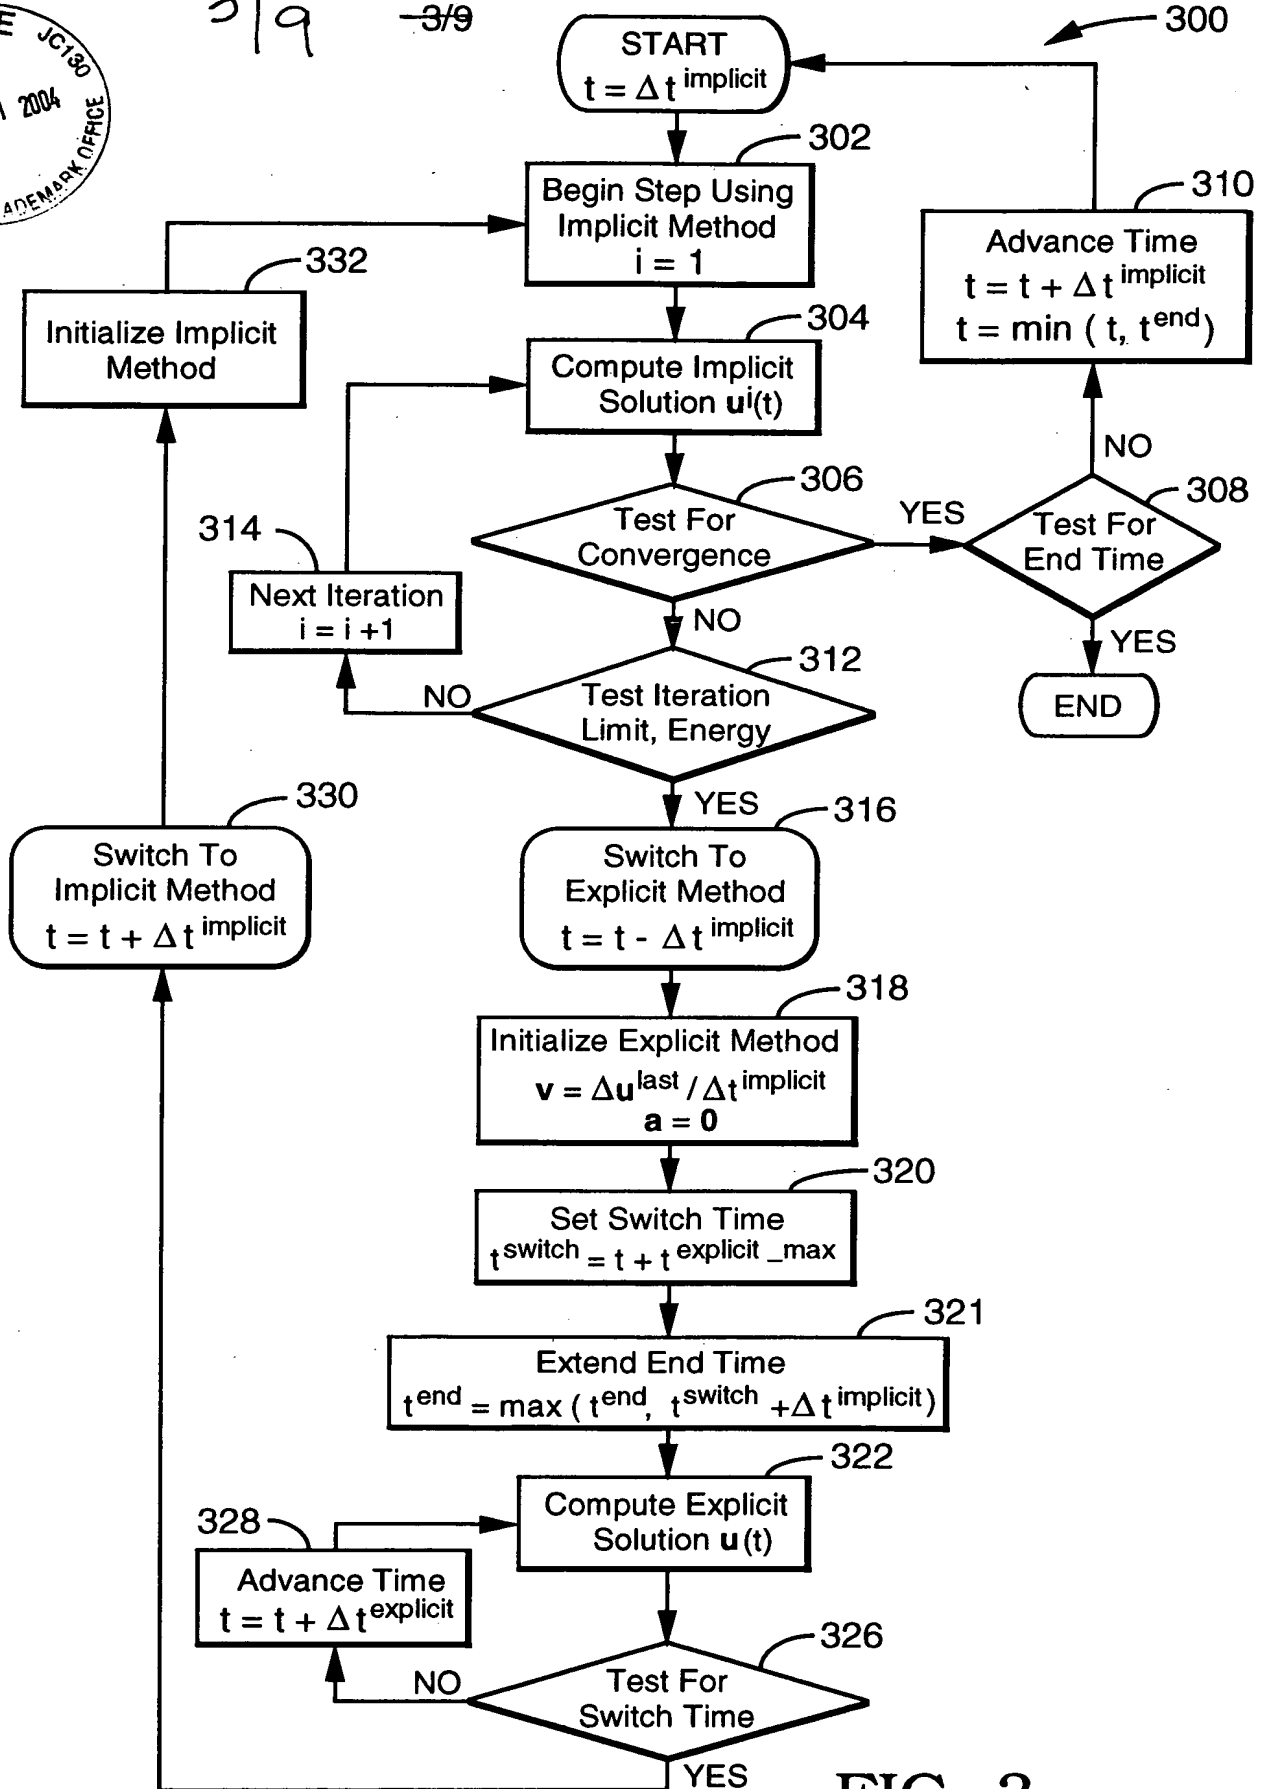 3/9
3/9
E JC130
1 2004
ADEMARK OFFICE
300
START
t = Δt implicit
302
Begin Step Using
Implicit Method
i = 1
310
Advance Time
t = t + Δt implicit
t = min ( t, t end)
332
Initialize Implicit
Method
304
Compute Implicit
Solution uⁱ(t)
306
Test For
Convergence
YES
308
Test For
End Time
NO
YES
END
314
Next Iteration
i = i +1
NO
312
Test Iteration
Limit, Energy
NO
YES
330
Switch To
Implicit Method
t = t + Δt implicit
316
Switch To
Explicit Method
t = t - Δt implicit
318
Initialize Explicit Method
v = Δu last / Δt implicit
a = 0
320
Set Switch Time
t switch = t + t explicit _max
321
Extend End Time
t end = max ( t end, t switch +Δt implicit)
322
Compute Explicit
Solution u (t)
328
Advance Time
t = t + Δt explicit
326
Test For
Switch Time
NO
YES